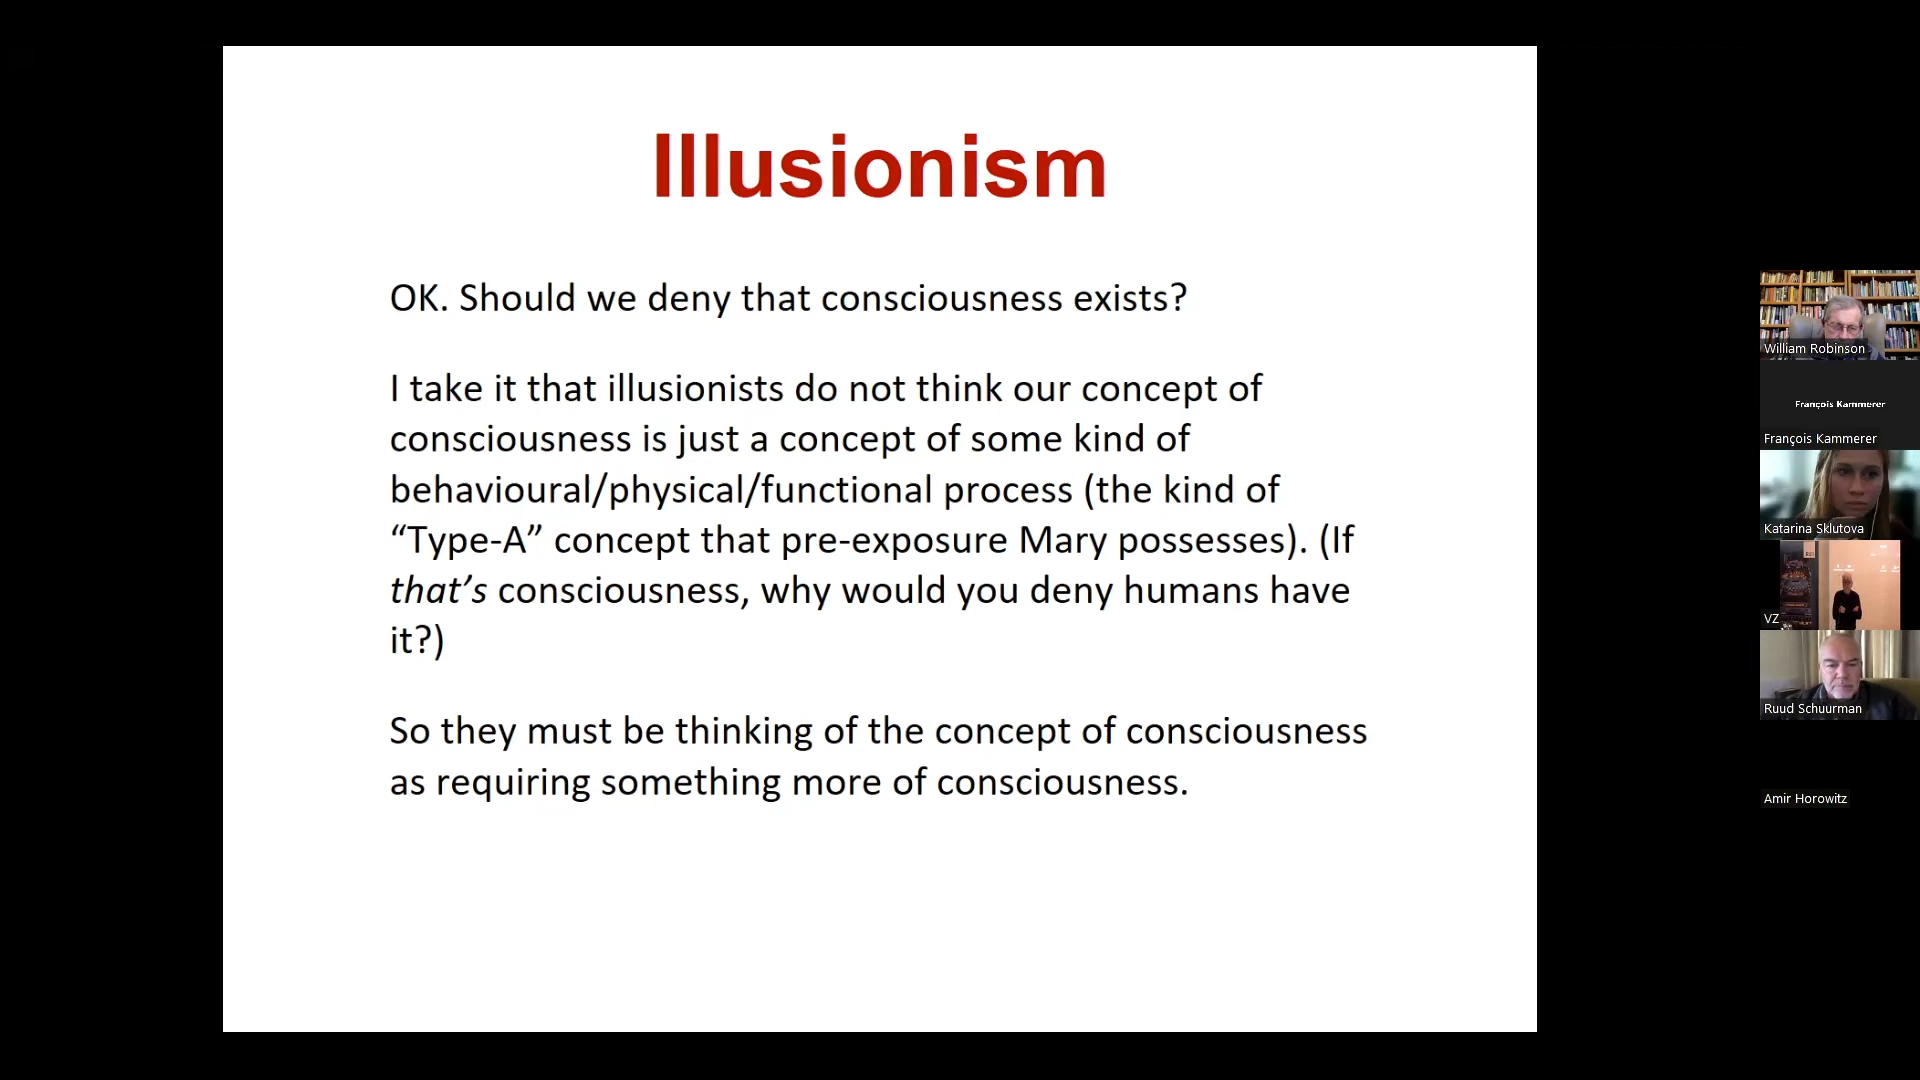 Illusionism
OK. Should we deny that consciousness exists?
I take it that illusionists do not think our concept of
consciousness is just a concept of some kind of
behavioural/physical/functional process (the kind of
“Type-A” concept that pre-exposure Mary possesses). (If
that’s consciousness, why would you deny humans have
it?)
So they must be thinking of the concept of consciousness
as requiring something more of consciousness.
William Robinson
François Kammerer
François Kammerer
Katarina Sklutova
VZ
Ruud Schuurman
Amir Horowitz